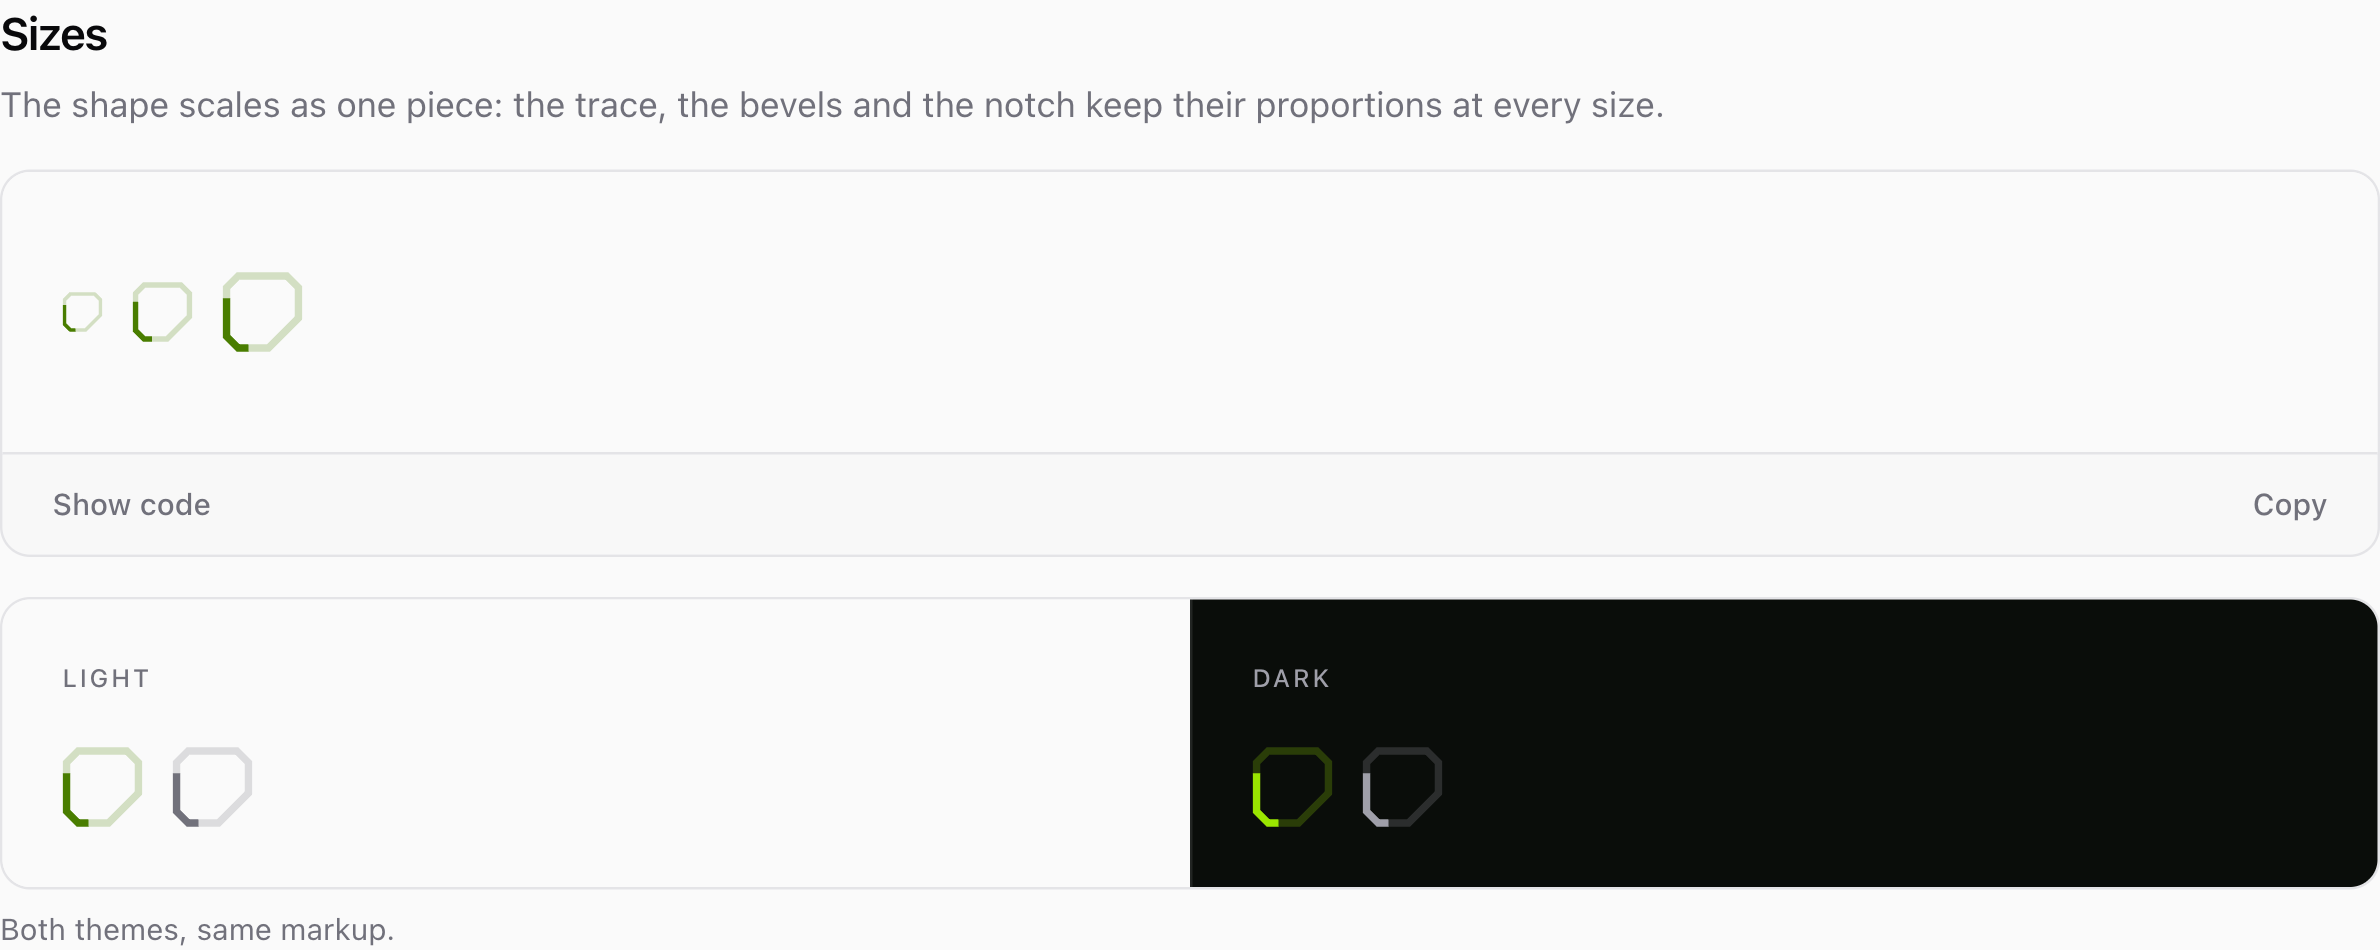 Sizes
The shape scales as one piece: the trace, the bevels and the notch keep their proportions at every size.
Show code
Copy
LIGHT
DARK
Both themes, same markup.